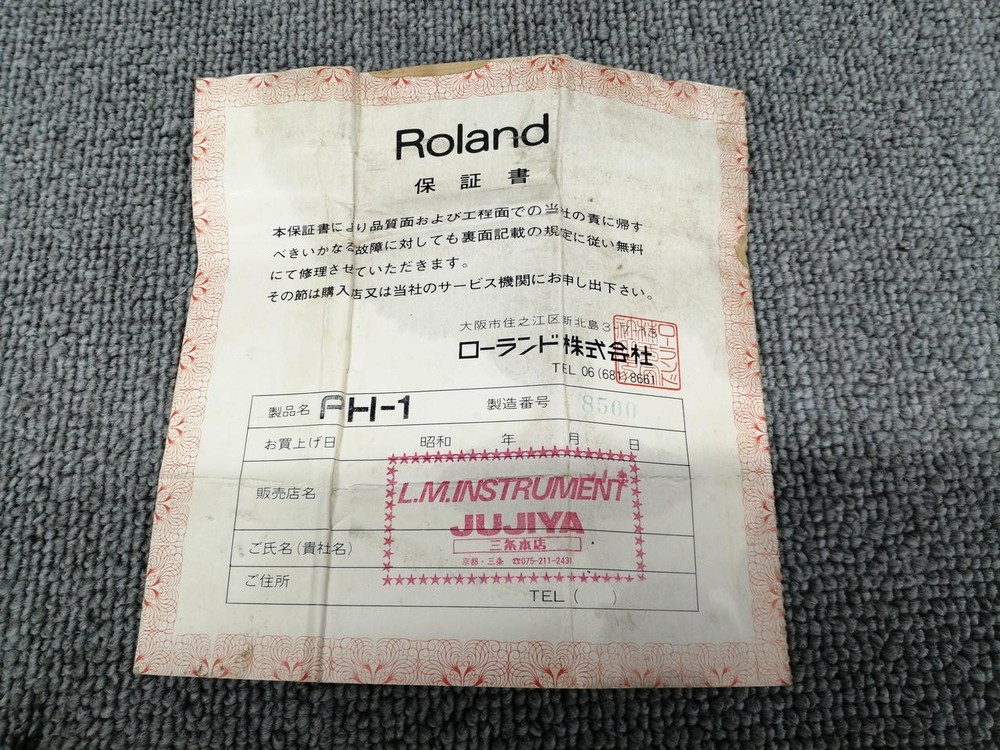 Roland
保証書
本保証書により品質面および工程面での当社の責に帰す
べきいかなる故障に対しても裏面記載の規定に従い無料
にて修理させていただきます。
その節は購入店又は当社のサービス機関にお申し出下さい。
大阪市住之江区新北島3
ローランド株式会社
TEL 06(681)8661
ローランド
製品名 PH-1 製造番号 8500
お買上げ日 昭和 年 月 日
販売店名
L.M.INSTRUMENT
JUJIYA
三条本店
京都・三条 ☎075-211-2431
ご氏名(貴社名)
ご住所
TEL( )